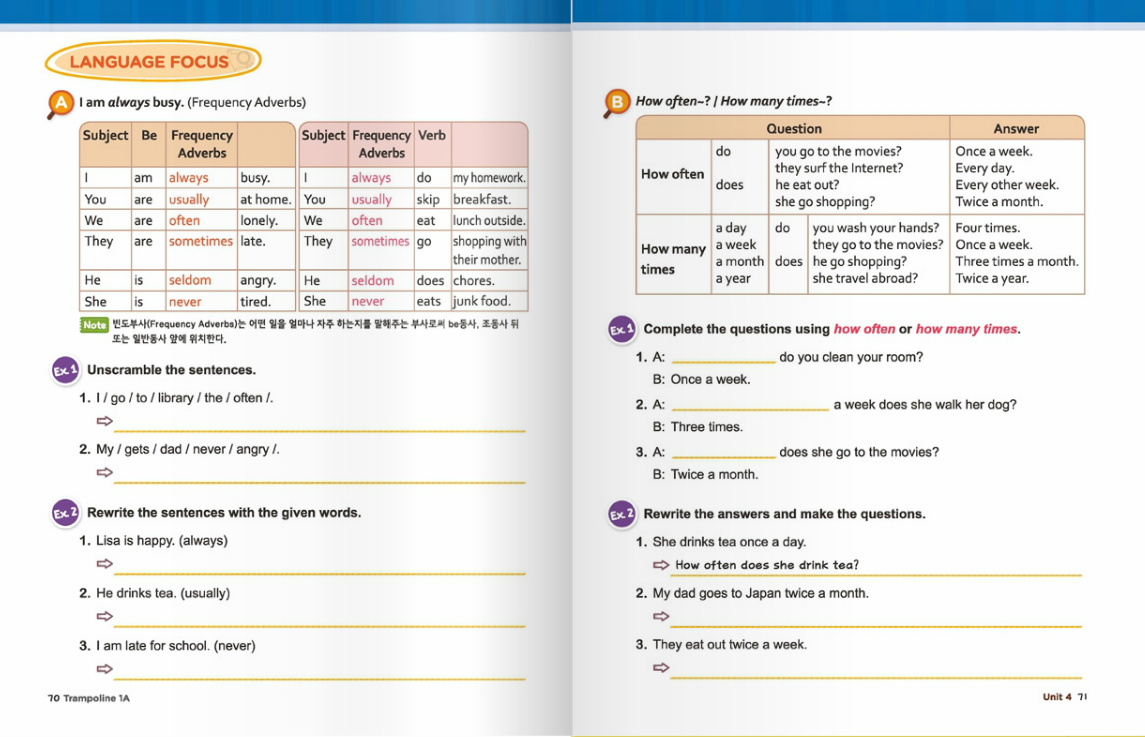 LANGUAGE FOCUS
A I am always busy. (Frequency Adverbs)
Subject Be Frequency Adverbs
I am always busy.
You are usually at home.
We are often lonely.
They are sometimes late.
He is seldom angry.
She is never tired.
Subject Frequency Adverbs Verb
I always do my homework.
You usually skip breakfast.
We often eat lunch outside.
They sometimes go shopping with
their mother.
He seldom does chores.
She never eats junk food.
Note 빈도부사(Frequency Adverbs)는 어떤 일을 얼마나 자주 하는지를 말해주는 부사로써 be동사, 조동사 뒤
또는 일반동사 앞에 위치한다.
Ex.1 Unscramble the sentences.
1. I / go / to / library / the / often /.
⇨
2. My / gets / dad / never / angry /.
⇨
Ex.2 Rewrite the sentences with the given words.
1. Lisa is happy. (always)
⇨
2. He drinks tea. (usually)
⇨
3. I am late for school. (never)
⇨
70 Trampoline 1A
B How often~? / How many times~?
Question Answer
How often
do
does
you go to the movies?
they surf the Internet?
he eat out?
she go shopping?
Once a week.
Every day.
Every other week.
Twice a month.
How many
times
a day
a week
a month
a year
do
does
you wash your hands?
they go to the movies?
he go shopping?
she travel abroad?
Four times.
Once a week.
Three times a month.
Twice a year.
Ex.1 Complete the questions using how often or how many times.
1. A: ____________ do you clean your room?
B: Once a week.
2. A: ____________ a week does she walk her dog?
B: Three times.
3. A: ____________ does she go to the movies?
B: Twice a month.
Ex.2 Rewrite the answers and make the questions.
1. She drinks tea once a day.
⇨ How often does she drink tea?
2. My dad goes to Japan twice a month.
⇨
3. They eat out twice a week.
⇨
Unit 4 71